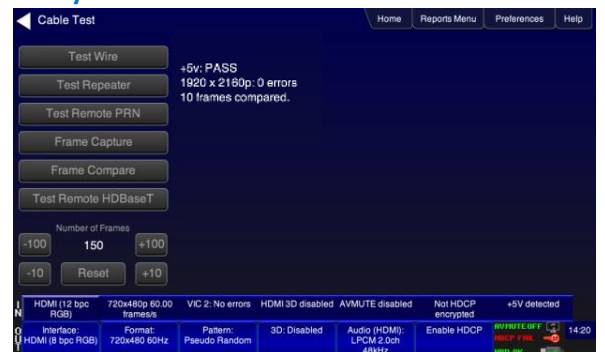 Cable Test
Home
Reports Menu
Preferences
Help
Test Wire
Test Repeater
Test Remote PRN
Frame Capture
Frame Compare
Test Remote HDBaseT
+5v: PASS
1920 x 2160p: 0 errors
10 frames compared.
Number of Frames
-100
150
+100
-10
Reset
+10
IN
HDMI (12 bpc
RGB)
720x480p 60.00
frames/s
VIC 2: No errors
HDMI 3D disabled
AVMUTE disabled
Not HDCP
encrypted
+5V detected
OUT
Interface:
HDMI (8 bpc RGB)
Format:
720x480 60Hz
Pattern:
Pseudo Random
3D: Disabled
Audio (HDMI):
LPCM 2.0ch
48kHz
Enable HDCP
AVMUTE OFF
HDCP FAIL
14:20